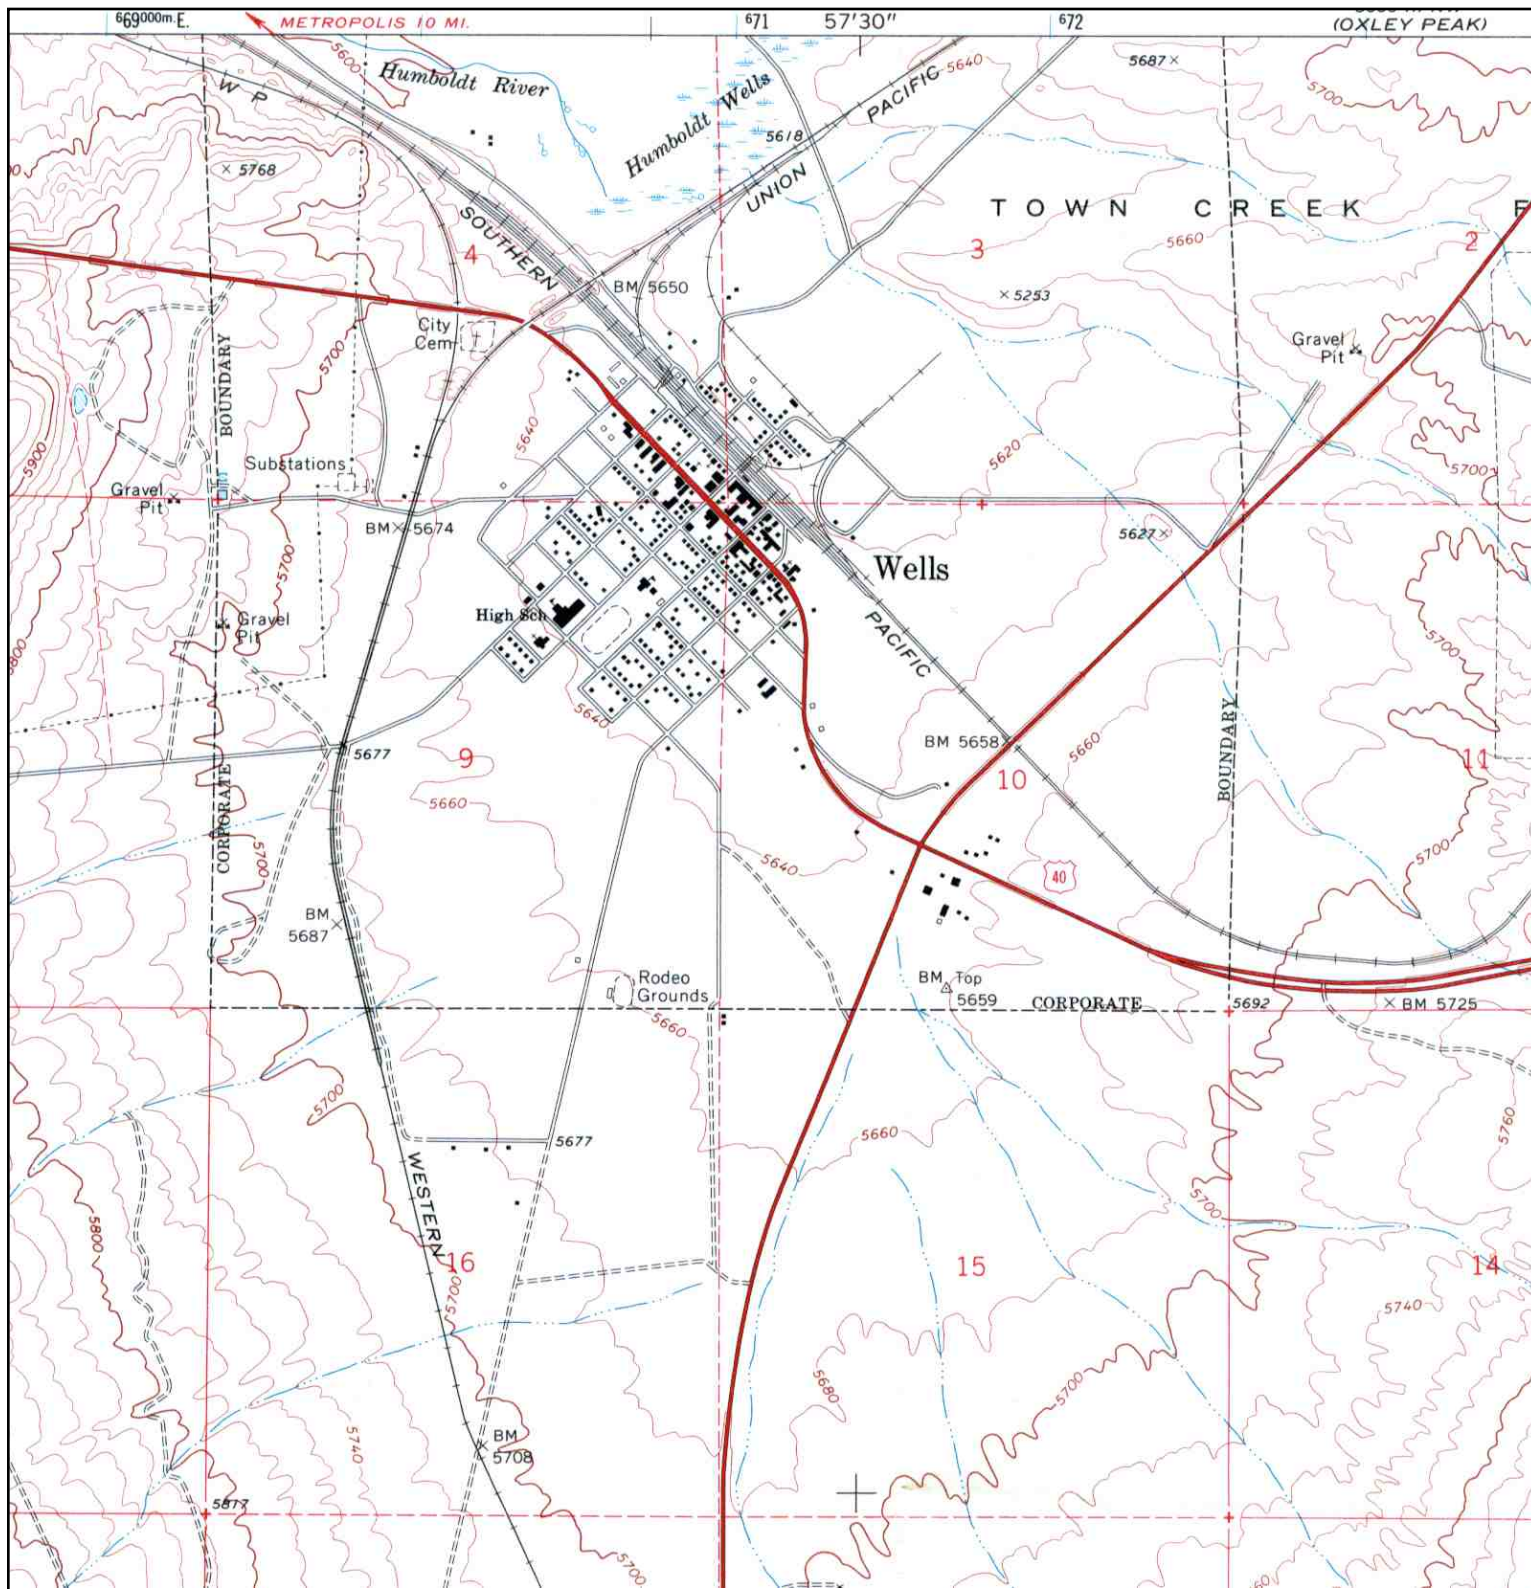 669000m.E.
METROPOLIS 10 MI.
671
57'30"
672
(OXLEY PEAK)
5600
Humboldt River
Humboldt Wells
PACIFIC
5640
5687
5700
W P
5618
5768
UNION
SOUTHERN
TOWN CREEK F
4
3
5660
2
BM 5650
5253
City
Cem
Gravel
Pit
5700
BOUNDARY
5640
5900
5620
Substations
5700
Gravel
Pit
BM 5674
5627
5700
Wells
High Sch
Gravel
Pit
PACIFIC
5700
5800
5640
BOUNDARY
BM 5658
5660
5677
9
10
11
CORPORATE
5660
5700
5640
40
5700
BM
5687
Rodeo
Grounds
BM Top
5659
CORPORATE
5692
BM 5725
5660
5700
5660
5760
5677
WESTERN
5700
5800
16
15
14
5700
5740
5680
5700
5740
BM
5708
5877
5700